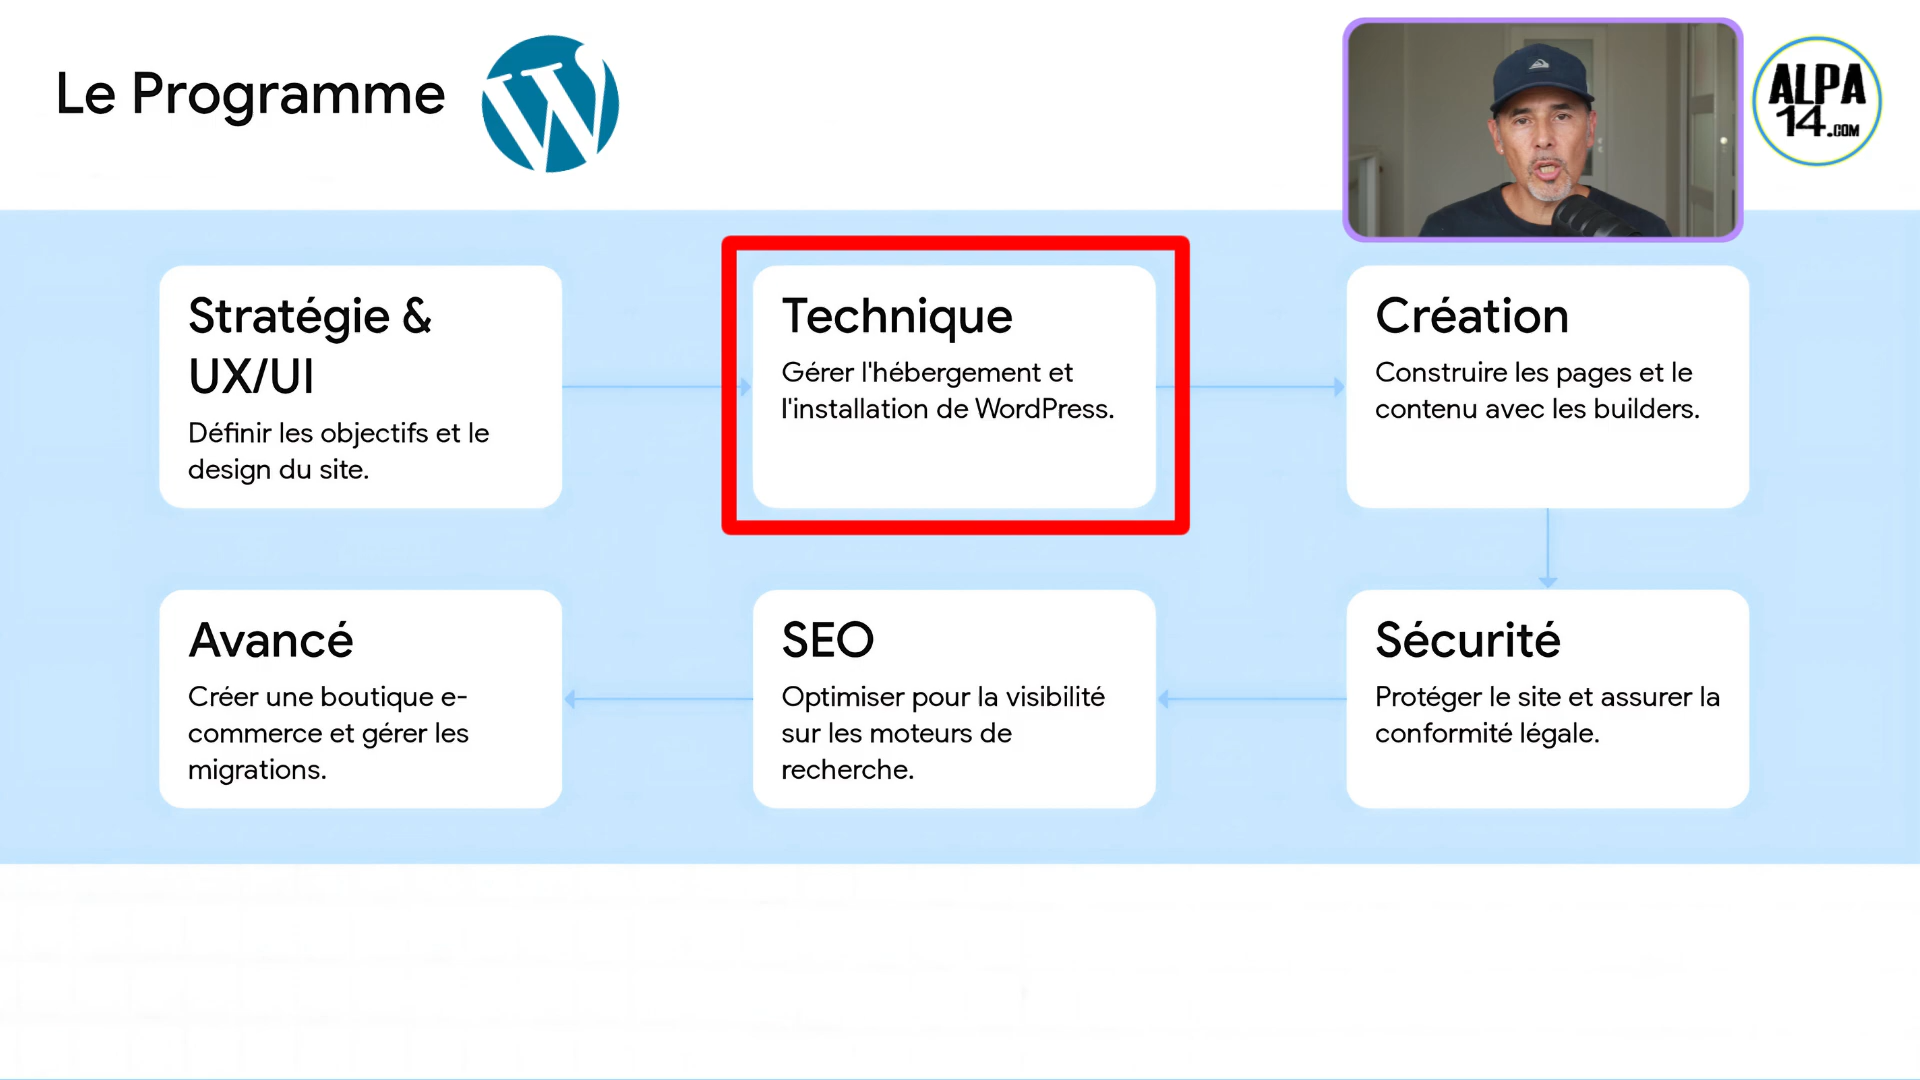 Le Programme
ALPA
14.COM
Stratégie &
UX/UI
Définir les objectifs et le
design du site.
Technique
Gérer l'hébergement et
l'installation de WordPress.
Création
Construire les pages et le
contenu avec les builders.
Avancé
Créer une boutique e-
commerce et gérer les
migrations.
SEO
Optimiser pour la visibilité
sur les moteurs de
recherche.
Sécurité
Protéger le site et assurer la
conformité légale.